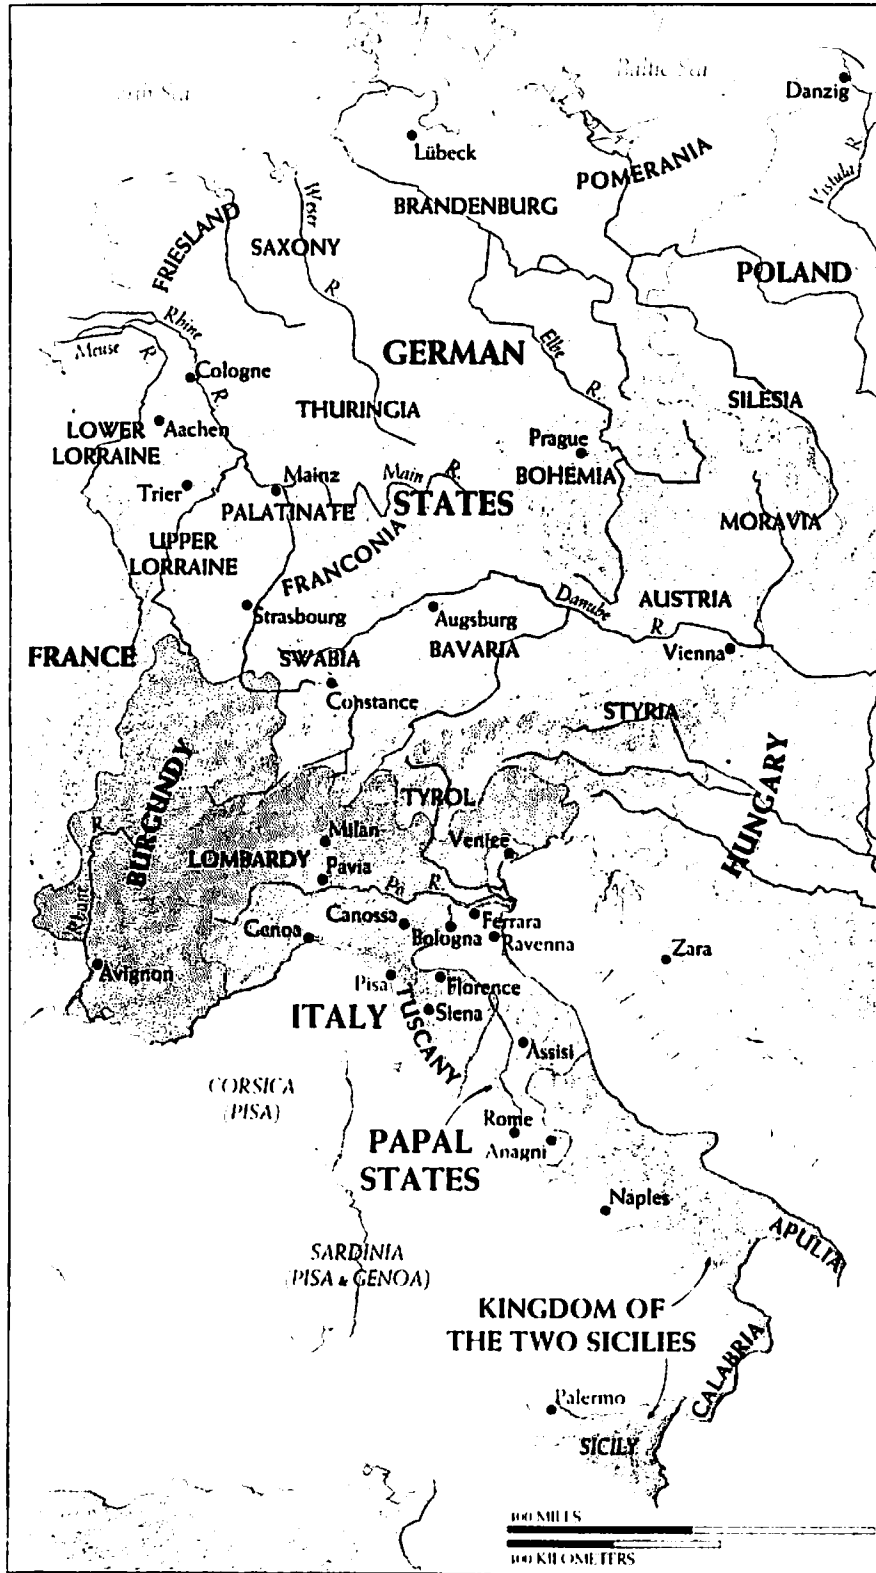 Baltic Sea
Danzig
Lübeck
Vistula R.
POMERANIA
BRANDENBURG
Weser
R.
FRIESLAND
SAXONY
POLAND
Rhine
R.
Meuse
R.
GERMAN
STATES
Elbe
R.
Cologne
THURINGIA
SILESIA
LOWER
LORRAINE
Aachen
Prague
BOHEMIA
Trier
Mainz
Main R.
PALATINATE
MORAVIA
UPPER
LORRAINE
FRANCONIA
Strasbourg
Augsburg
Danube
R.
AUSTRIA
FRANCE
SWABIA
BAVARIA
Vienna
Constance
STYRIA
BURGUNDY
TYROL
HUNGARY
R.
Milan
Venice
LOMBARDY
Pavia
Po R.
Genoa
Canossa
Bologna
Ferrara
Ravenna
Zara
Avignon
Pisa
Florence
ITALY
TUSCANY
Siena
Assisi
CORSICA
(PISA)
Rome
Anagni
PAPAL
STATES
Naples
APULIA
SARDINIA
(PISA & GENOA)
KINGDOM OF
THE TWO SICILIES
CALABRIA
Palermo
SICILY
100 MILES
100 KILOMETERS